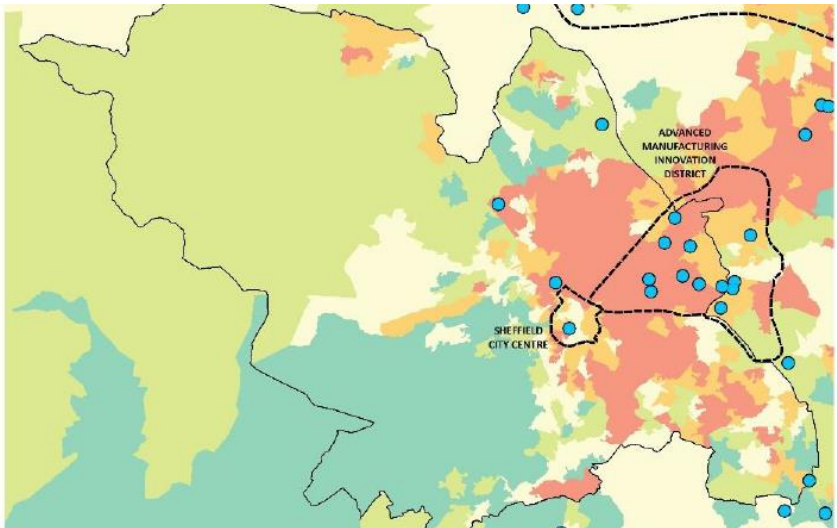 ADVANCED
MANUFACTURING
INNOVATION
DISTRICT
SHEFFIELD
CITY CENTRE